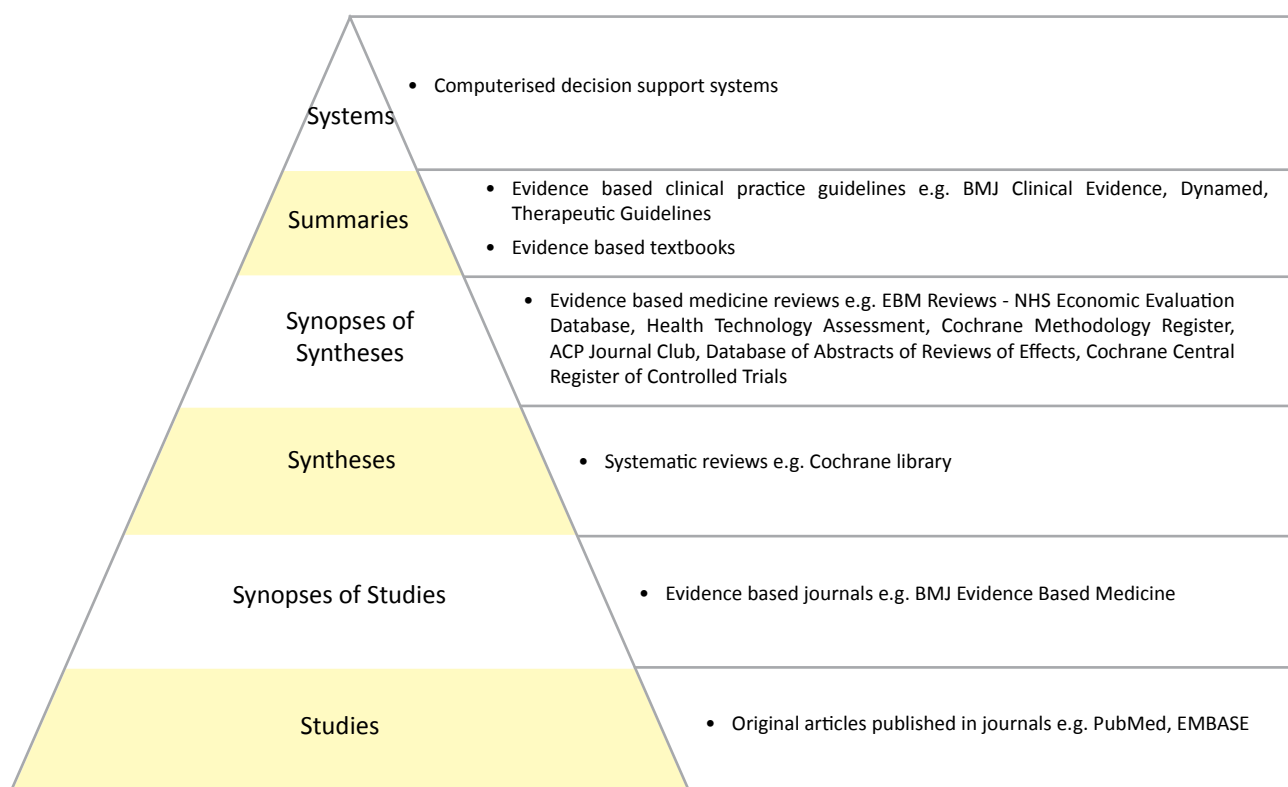 Systems
• Computerised decision support systems
Summaries
• Evidence based clinical practice guidelines e.g. BMJ Clinical Evidence, Dynamed,
Therapeutic Guidelines
• Evidence based textbooks
Synopses of
Syntheses
• Evidence based medicine reviews e.g. EBM Reviews - NHS Economic Evaluation
Database, Health Technology Assessment, Cochrane Methodology Register,
ACP Journal Club, Database of Abstracts of Reviews of Effects, Cochrane Central
Register of Controlled Trials
Syntheses
• Systematic reviews e.g. Cochrane library
Synopses of Studies
• Evidence based journals e.g. BMJ Evidence Based Medicine
Studies
• Original articles published in journals e.g. PubMed, EMBASE